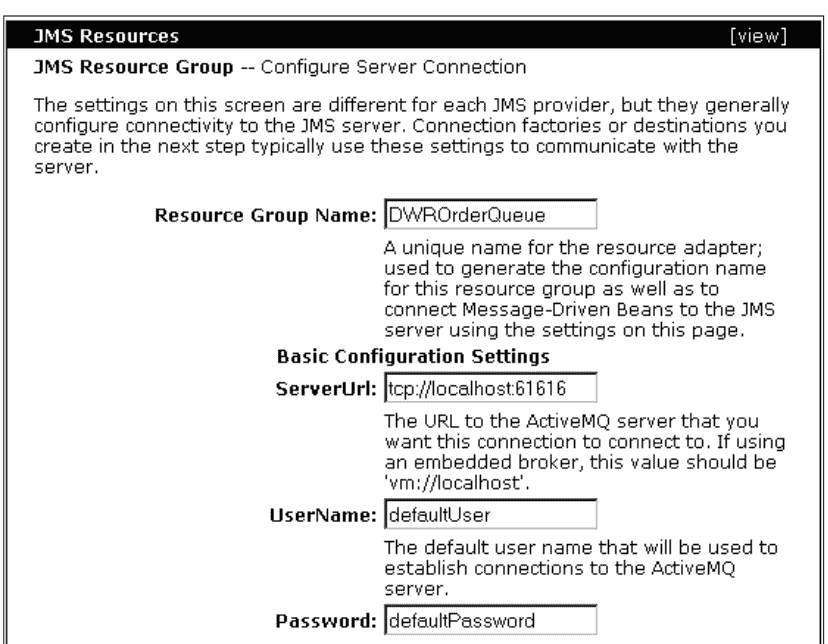 JMS Resources [view]
JMS Resource Group -- Configure Server Connection
The settings on this screen are different for each JMS provider, but they generally
configure connectivity to the JMS server. Connection factories or destinations you
create in the next step typically use these settings to communicate with the
server.
Resource Group Name: DWROrderQueue
A unique name for the resource adapter;
used to generate the configuration name
for this resource group as well as to
connect Message-Driven Beans to the JMS
server using the settings on this page.
Basic Configuration Settings
ServerUrl: tcp://localhost:61616
The URL to the ActiveMQ server that you
want this connection to connect to. If using
an embedded broker, this value should be
'vm://localhost'.
UserName: defaultUser
The default user name that will be used to
establish connections to the ActiveMQ
server.
Password: defaultPassword